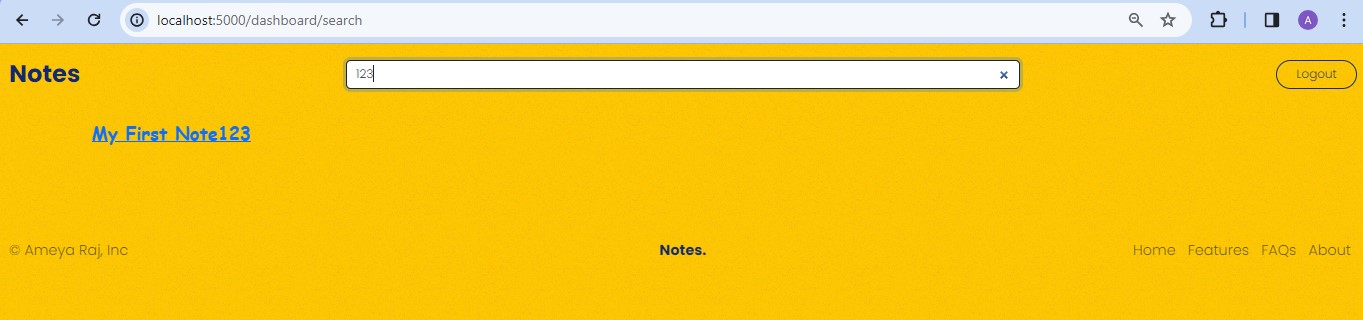 localhost:5000/dashboard/search
A
Notes
123
Logout
My First Note123
© Ameya Raj, Inc
Notes.
Home Features FAQs About